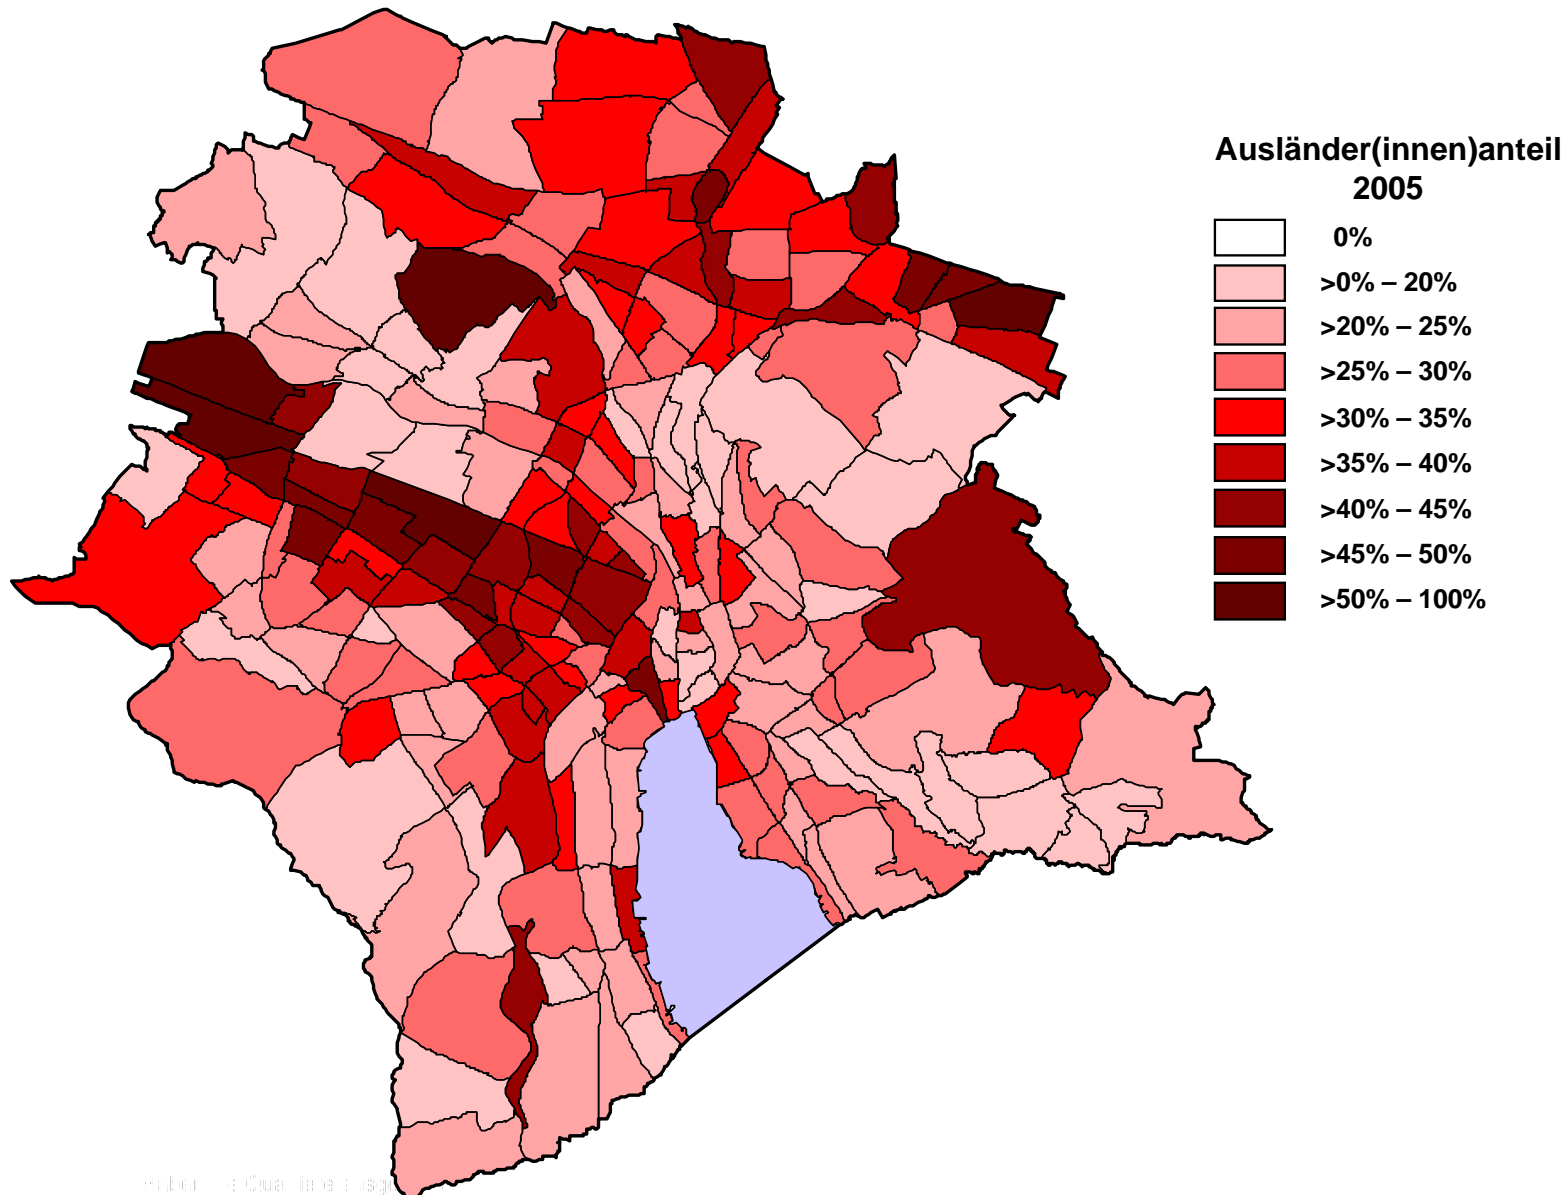 Ausländer(innen)anteil
2005
0%
>0% – 20%
>20% – 25%
>25% – 30%
>30% – 35%
>35% – 40%
>40% – 45%
>45% – 50%
>50% – 100%